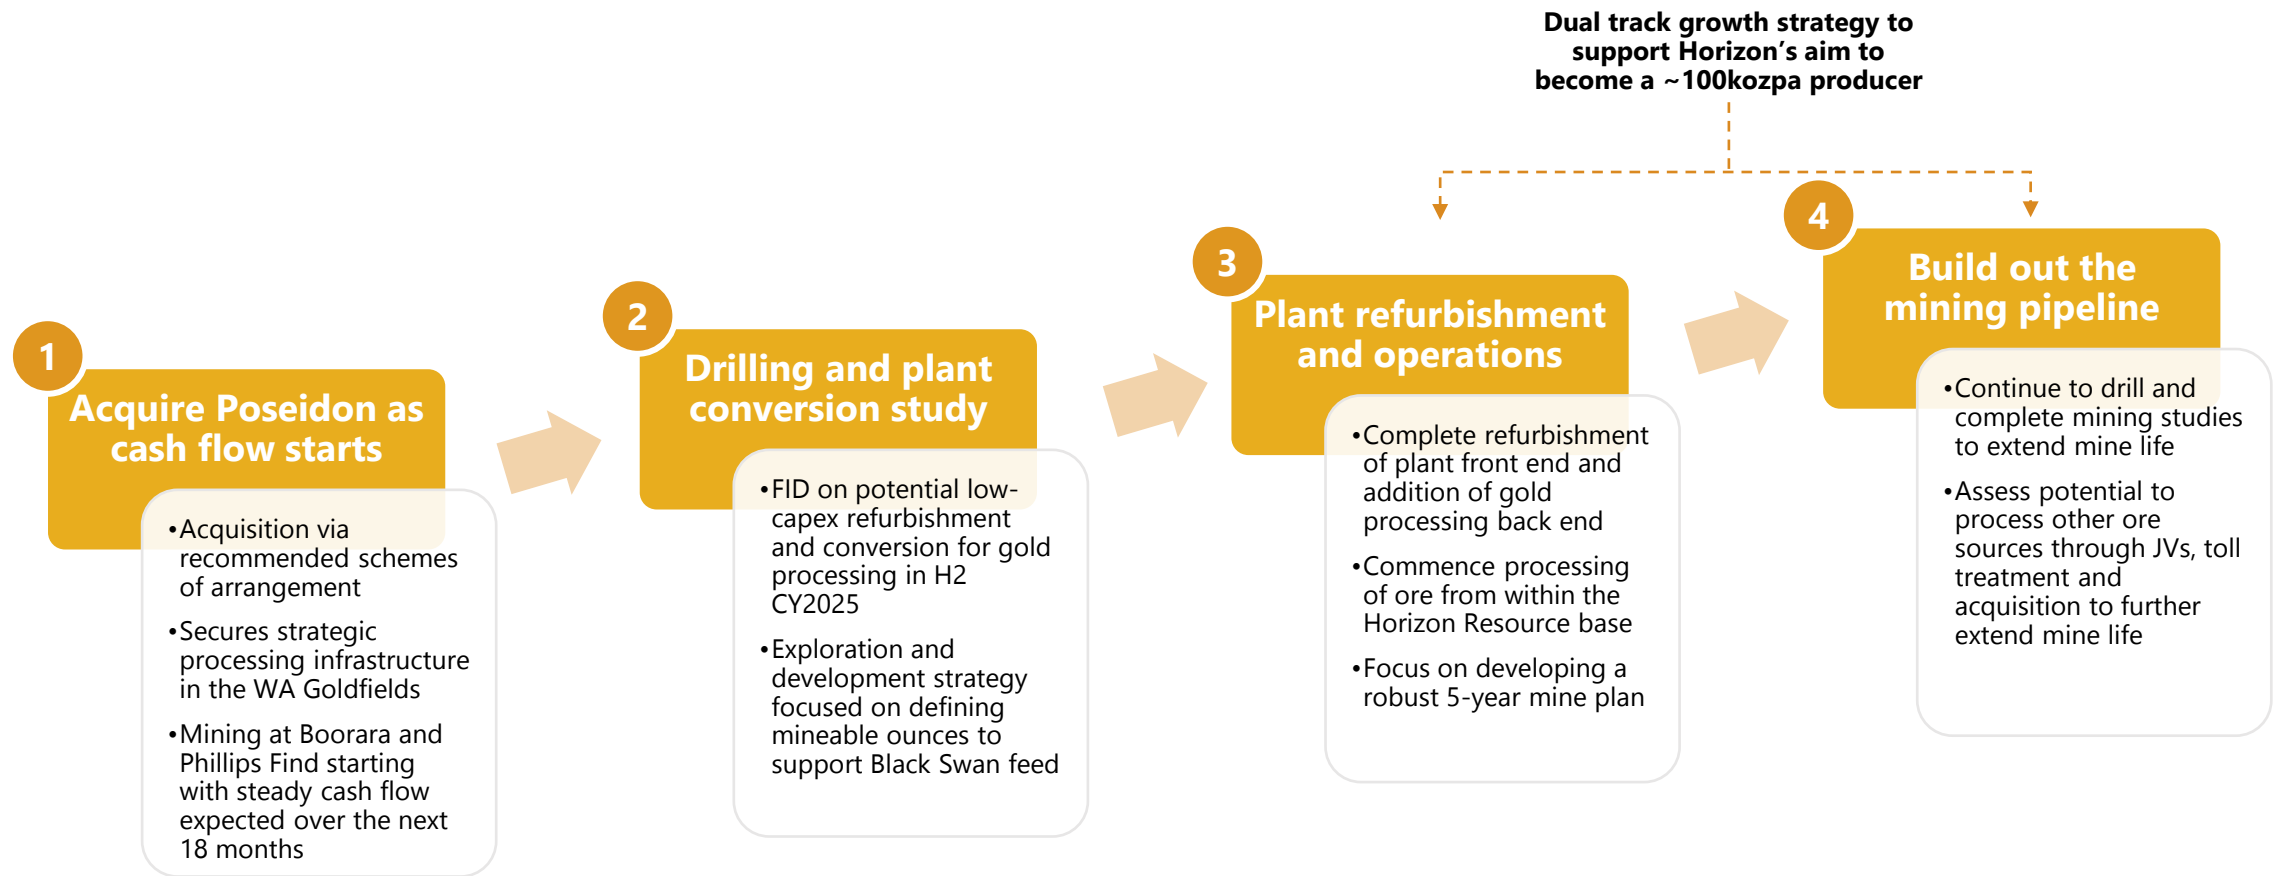 Dual track growth strategy to
support Horizon’s aim to
become a ~100kozpa producer
1
Acquire Poseidon as
cash flow starts
•Acquisition via
recommended schemes
of arrangement
•Secures strategic
processing infrastructure
in the WA Goldfields
•Mining at Boorara and
Phillips Find starting
with steady cash flow
expected over the next
18 months
2
Drilling and plant
conversion study
•FID on potential low-
capex refurbishment
and conversion for gold
processing in H2
CY2025
•Exploration and
development strategy
focused on defining
mineable ounces to
support Black Swan feed
3
Plant refurbishment
and operations
•Complete refurbishment
of plant front end and
addition of gold
processing back end
•Commence processing
of ore from within the
Horizon Resource base
•Focus on developing a
robust 5-year mine plan
4
Build out the
mining pipeline
•Continue to drill and
complete mining studies
to extend mine life
•Assess potential to
process other ore
sources through JVs, toll
treatment and
acquisition to further
extend mine life